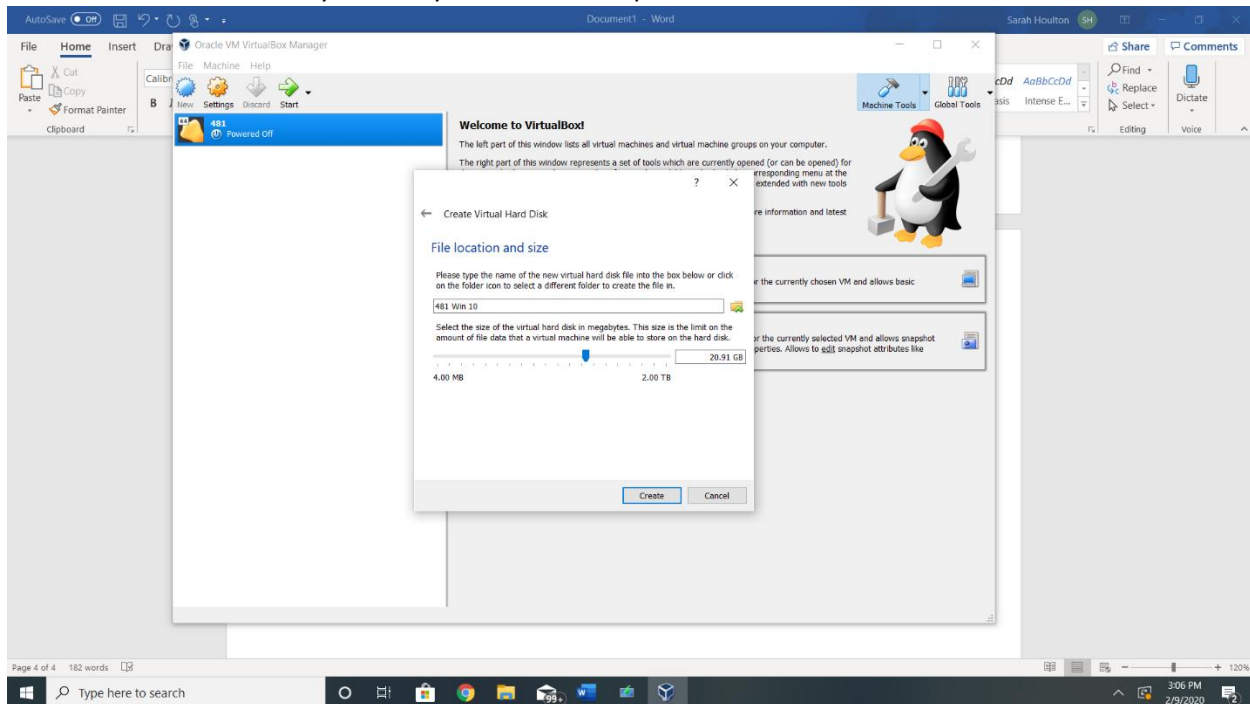 AutoSave Off
Document1 - Word
Sarah Houlton SH
File Home Insert Dra
Share Comments
Cut
Copy
Format Painter
Paste
Clipboard
Calibr
B
Oracle VM VirtualBox Manager
File Machine Help
New Settings Discard Start
Machine Tools Global Tools
cDd AaBbCcDd
asis Intense E...
Find
Replace
Select
Editing
Dictate
Voice
481
Powered Off
Welcome to VirtualBox!
The left part of this window lists all virtual machines and virtual machine groups on your computer.
The right part of this window represents a set of tools which are currently opened (or can be opened) for
rresponding menu at the
extended with new tools
re information and latest
r the currently chosen VM and allows basic
or the currently selected VM and allows snapshot
perties. Allows to edit snapshot attributes like
? ×
← Create Virtual Hard Disk
File location and size
Please type the name of the new virtual hard disk file into the box below or click
on the folder icon to select a different folder to create the file in.
481 Win 10
Select the size of the virtual hard disk in megabytes. This size is the limit on the
amount of file data that a virtual machine will be able to store on the hard disk.
20.91 GB
4.00 MB 2.00 TB
Create Cancel
Page 4 of 4 182 words
120%
Type here to search
99+
3:06 PM
2/9/2020
2